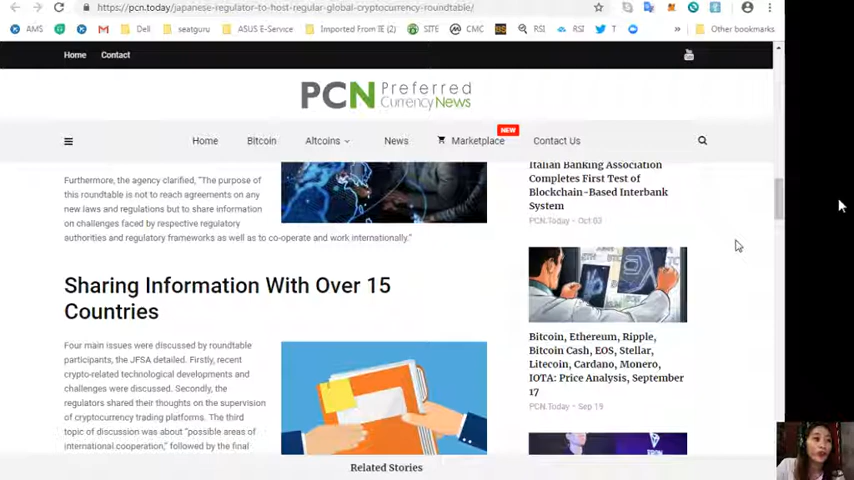 https://pcn.today/japanese-regulator-to-host-regular-global-cryptocurrency-roundtable/
AMS
Dell
seatguru
ASUS E-Service
Imported From IE (2)
SITE
CMC
RSI
RSI
T
Other bookmarks
Home
Contact
PCN Preferred
Currency News
NEW
Home
Bitcoin
Altcoins
News
Marketplace
Contact Us
Furthermore, the agency clarified, "The purpose of
this roundtable is not to reach agreements on any
new laws and regulations but to share information
on challenges faced by respective regulatory
authorities and regulatory frameworks as well as to co-operate and work internationally."
Sharing Information With Over 15
Countries
Four main issues were discussed by roundtable
participants, the JFSA detailed. Firstly, recent
crypto-related technological developments and
challenges were discussed. Secondly, the
regulators shared their thoughts on the supervision
of cryptocurrency trading platforms. The third
topic of discussion was about "possible areas of
international cooperation," followed by the final
Italian Banking Association
Completes First Test of
Blockchain-Based Interbank
System
PCN.Today - Oct 03
Bitcoin, Ethereum, Ripple,
Bitcoin Cash, EOS, Stellar,
Litecoin, Cardano, Monero,
IOTA: Price Analysis, September
17
PCN.Today - Sep 19
Related Stories